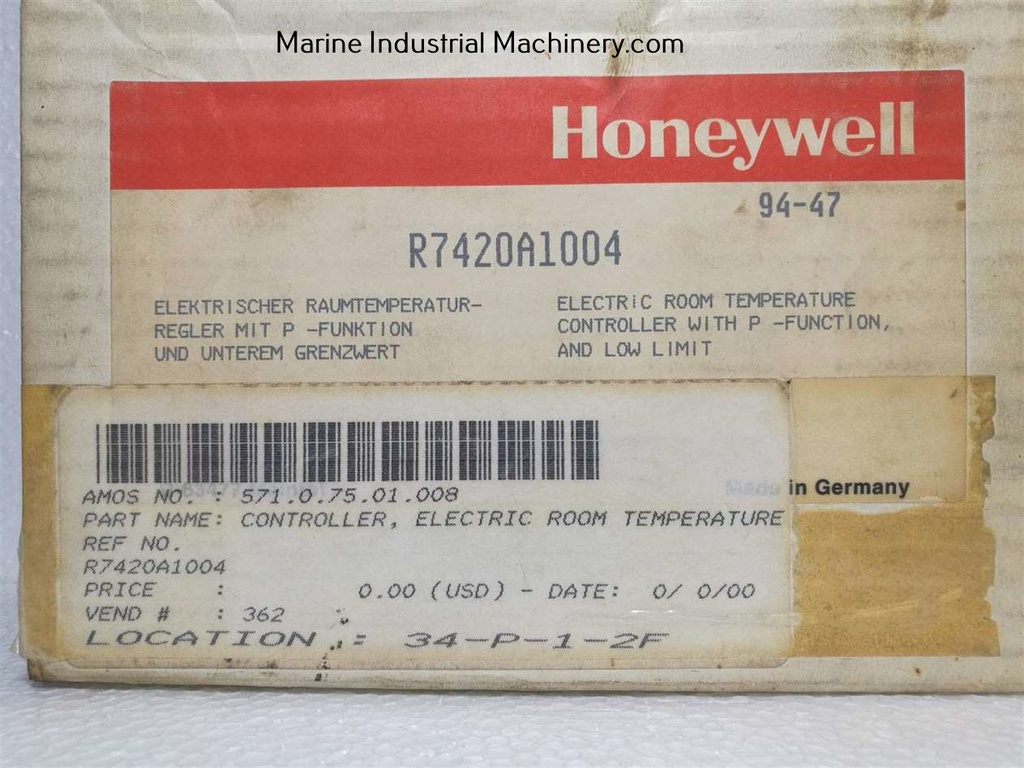 Marine Industrial Machinery.com
Honeywell
94-47
R7420A1004
ELEKTRISCHER RAUMTEMPERATUR-
REGLER MIT P -FUNKTION
UND UNTEREM GRENZWERT
ELECTRIC ROOM TEMPERATURE
CONTROLLER WITH P -FUNCTION,
AND LOW LIMIT
Made in Germany
AMOS NO. : 571.0.75.01.008
PART NAME: CONTROLLER, ELECTRIC ROOM TEMPERATURE
REF NO.
R7420A1004
PRICE : 0.00 (USD) - DATE: 0/ 0/00
VEND # : 362
LOCATION : 34-P-1-2F